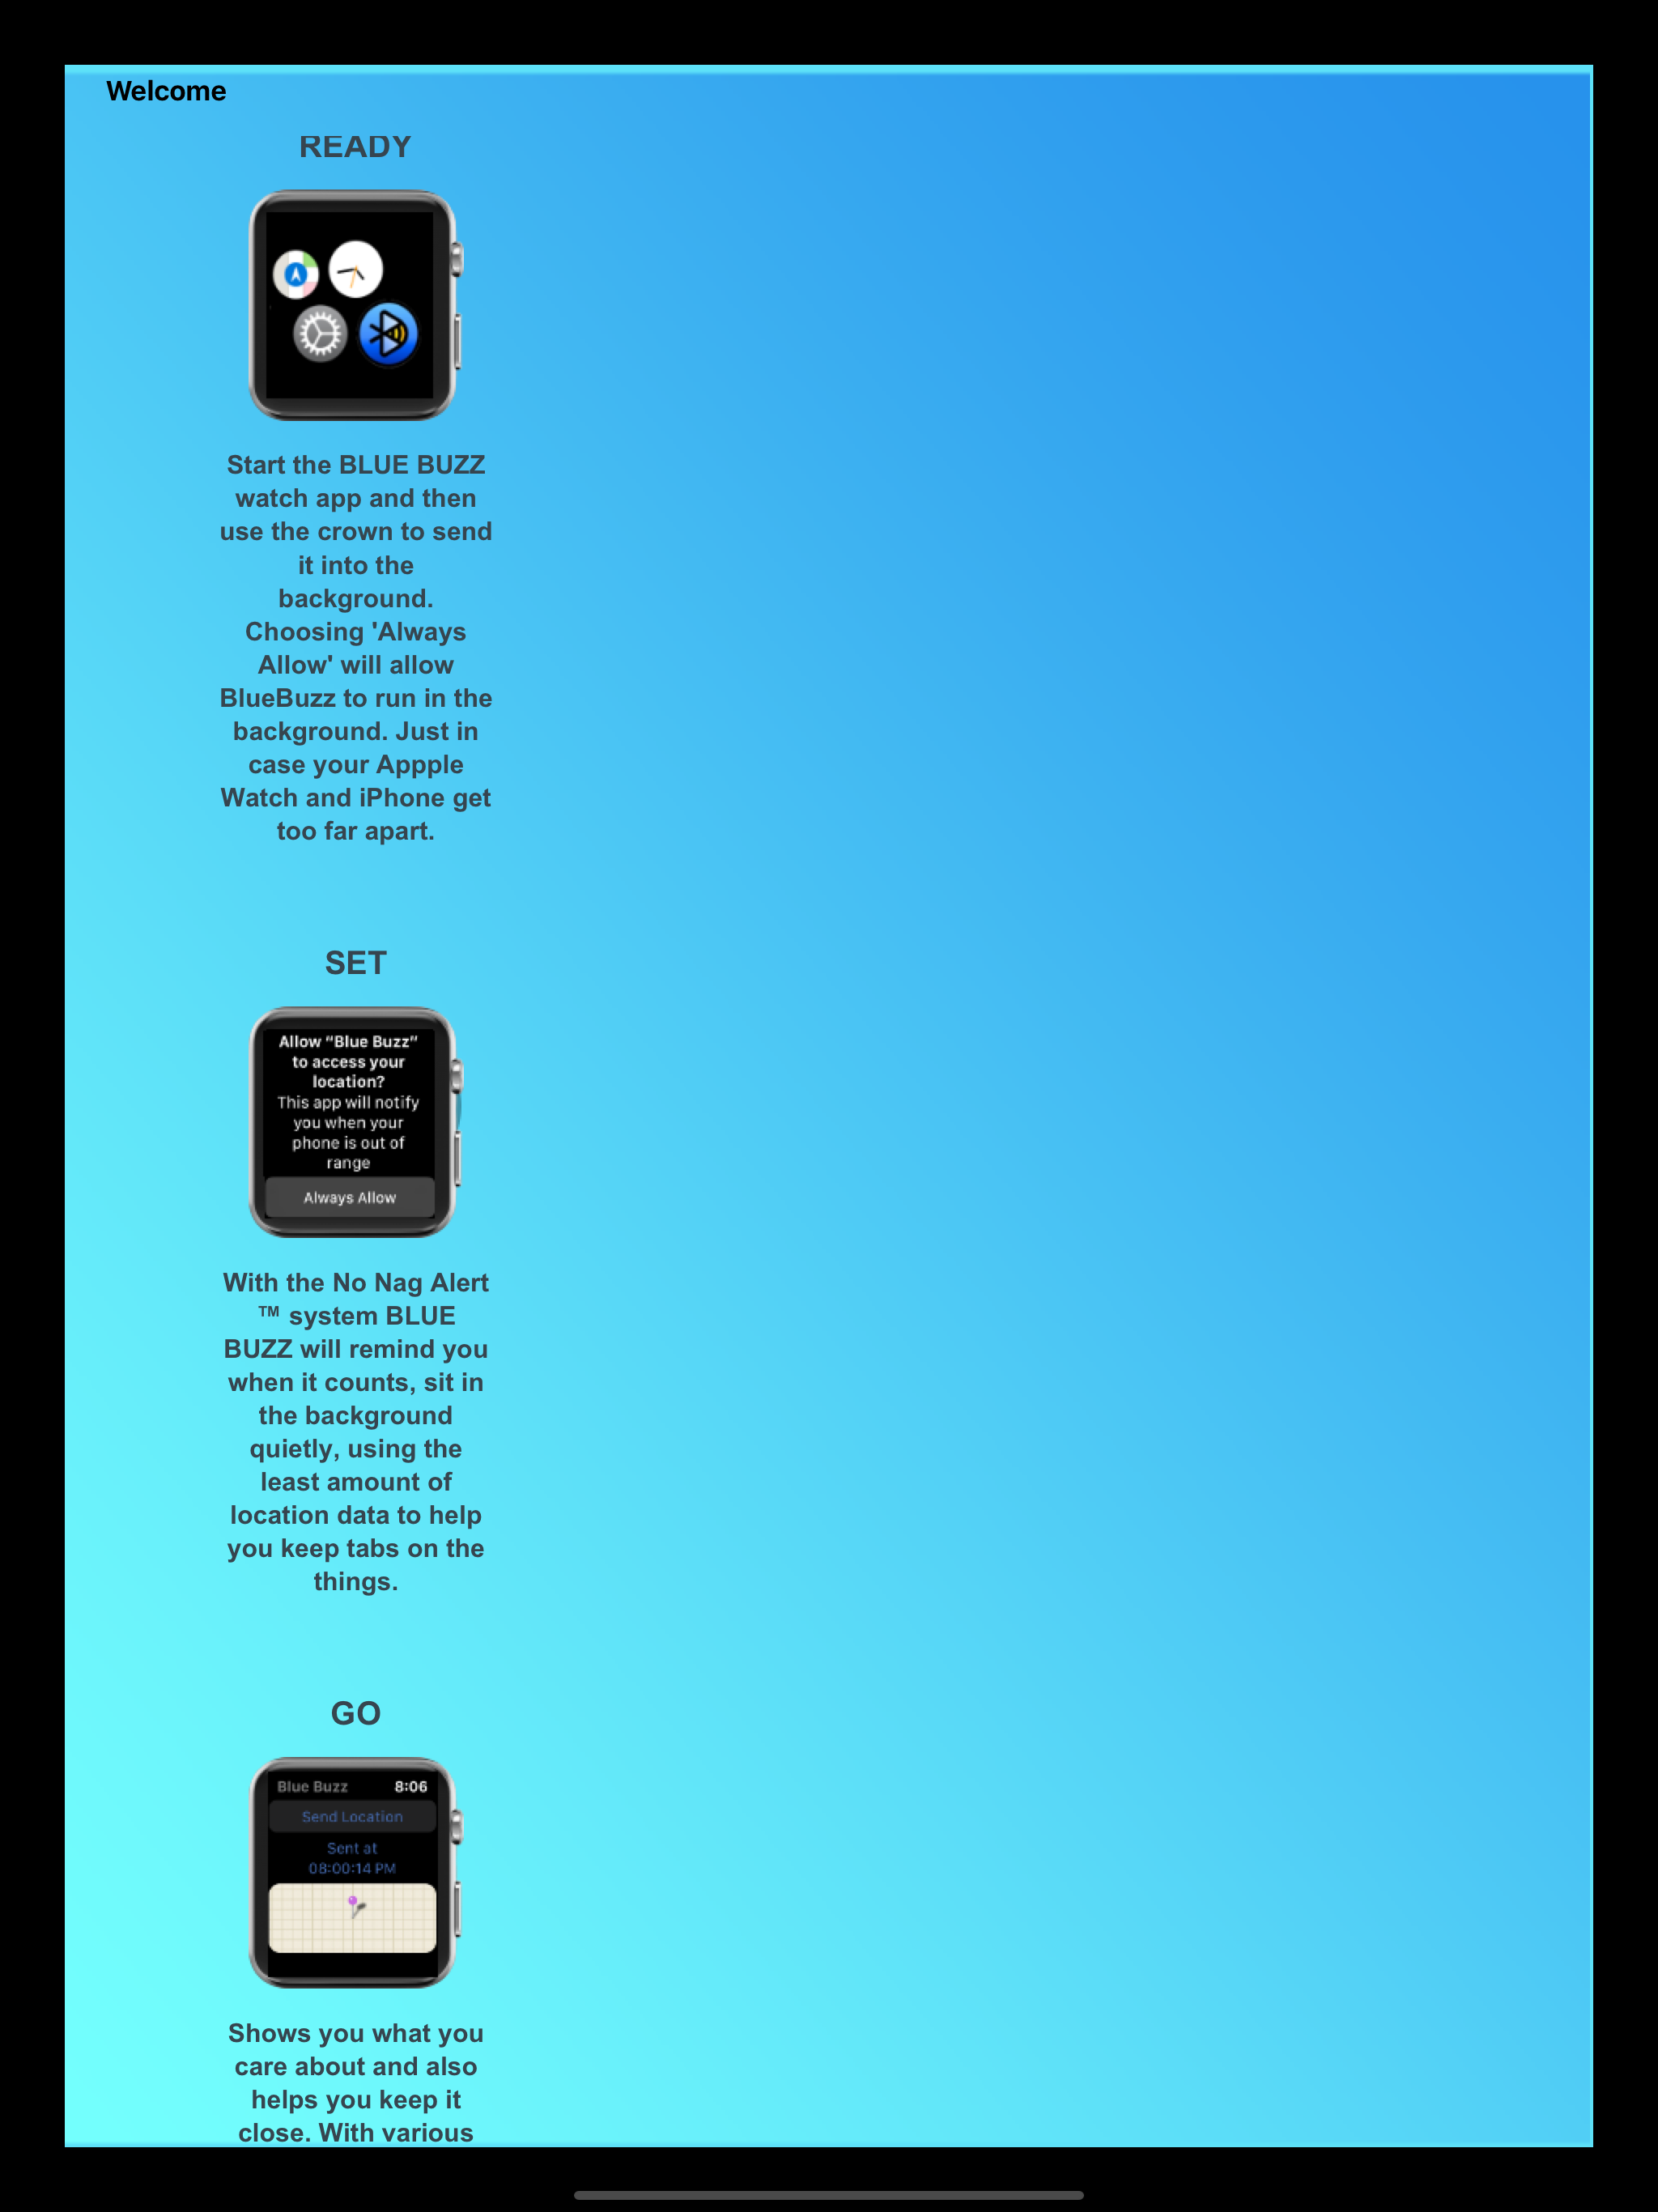 Welcome
READY
Start the BLUE BUZZ
watch app and then
use the crown to send
it into the
background.
Choosing 'Always
Allow' will allow
BlueBuzz to run in the
background. Just in
case your Appple
Watch and iPhone get
too far apart.
SET
Allow “Blue Buzz”
to access your
location?
This app will notify
you when your
phone is out of
range
Always Allow
With the No Nag Alert
™ system BLUE
BUZZ will remind you
when it counts, sit in
the background
quietly, using the
least amount of
location data to help
you keep tabs on the
things.
GO
Blue Buzz 8:06
Send Location
Sent at
08:00:14 PM
Shows you what you
care about and also
helps you keep it
close. With various